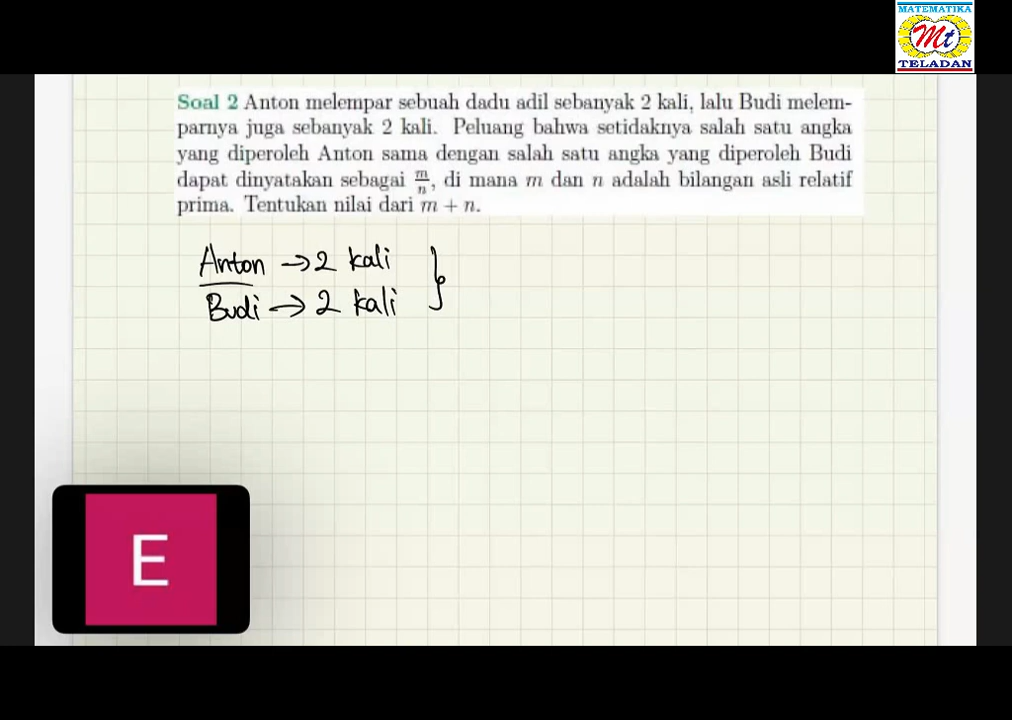 MATEMATIKA
Mt
TELADAN
Soal 2 Anton melempar sebuah dadu adil sebanyak 2 kali, lalu Budi melem-
parnya juga sebanyak 2 kali. Peluang bahwa setidaknya salah satu angka
yang diperoleh Anton sama dengan salah satu angka yang diperoleh Budi
dapat dinyatakan sebagai m/n, di mana m dan n adalah bilangan asli relatif
prima. Tentukan nilai dari m + n.
Anton → 2 kali
Budi → 2 kali
E